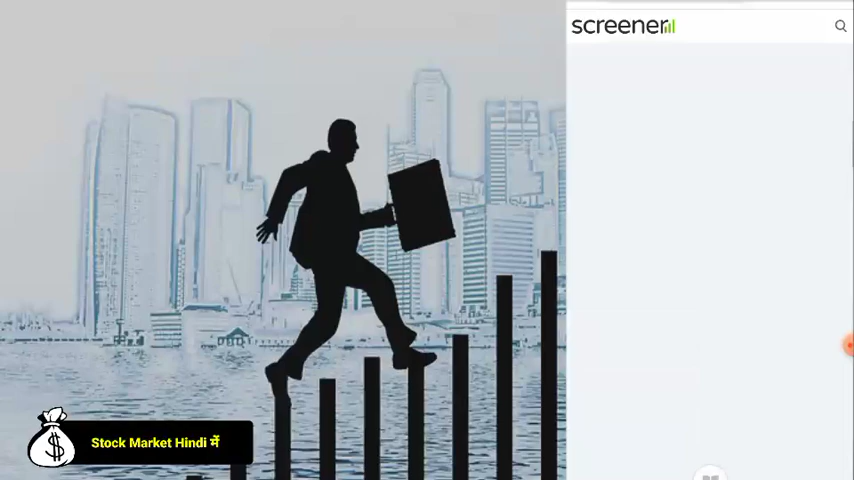 screener
Stock Market Hindi में